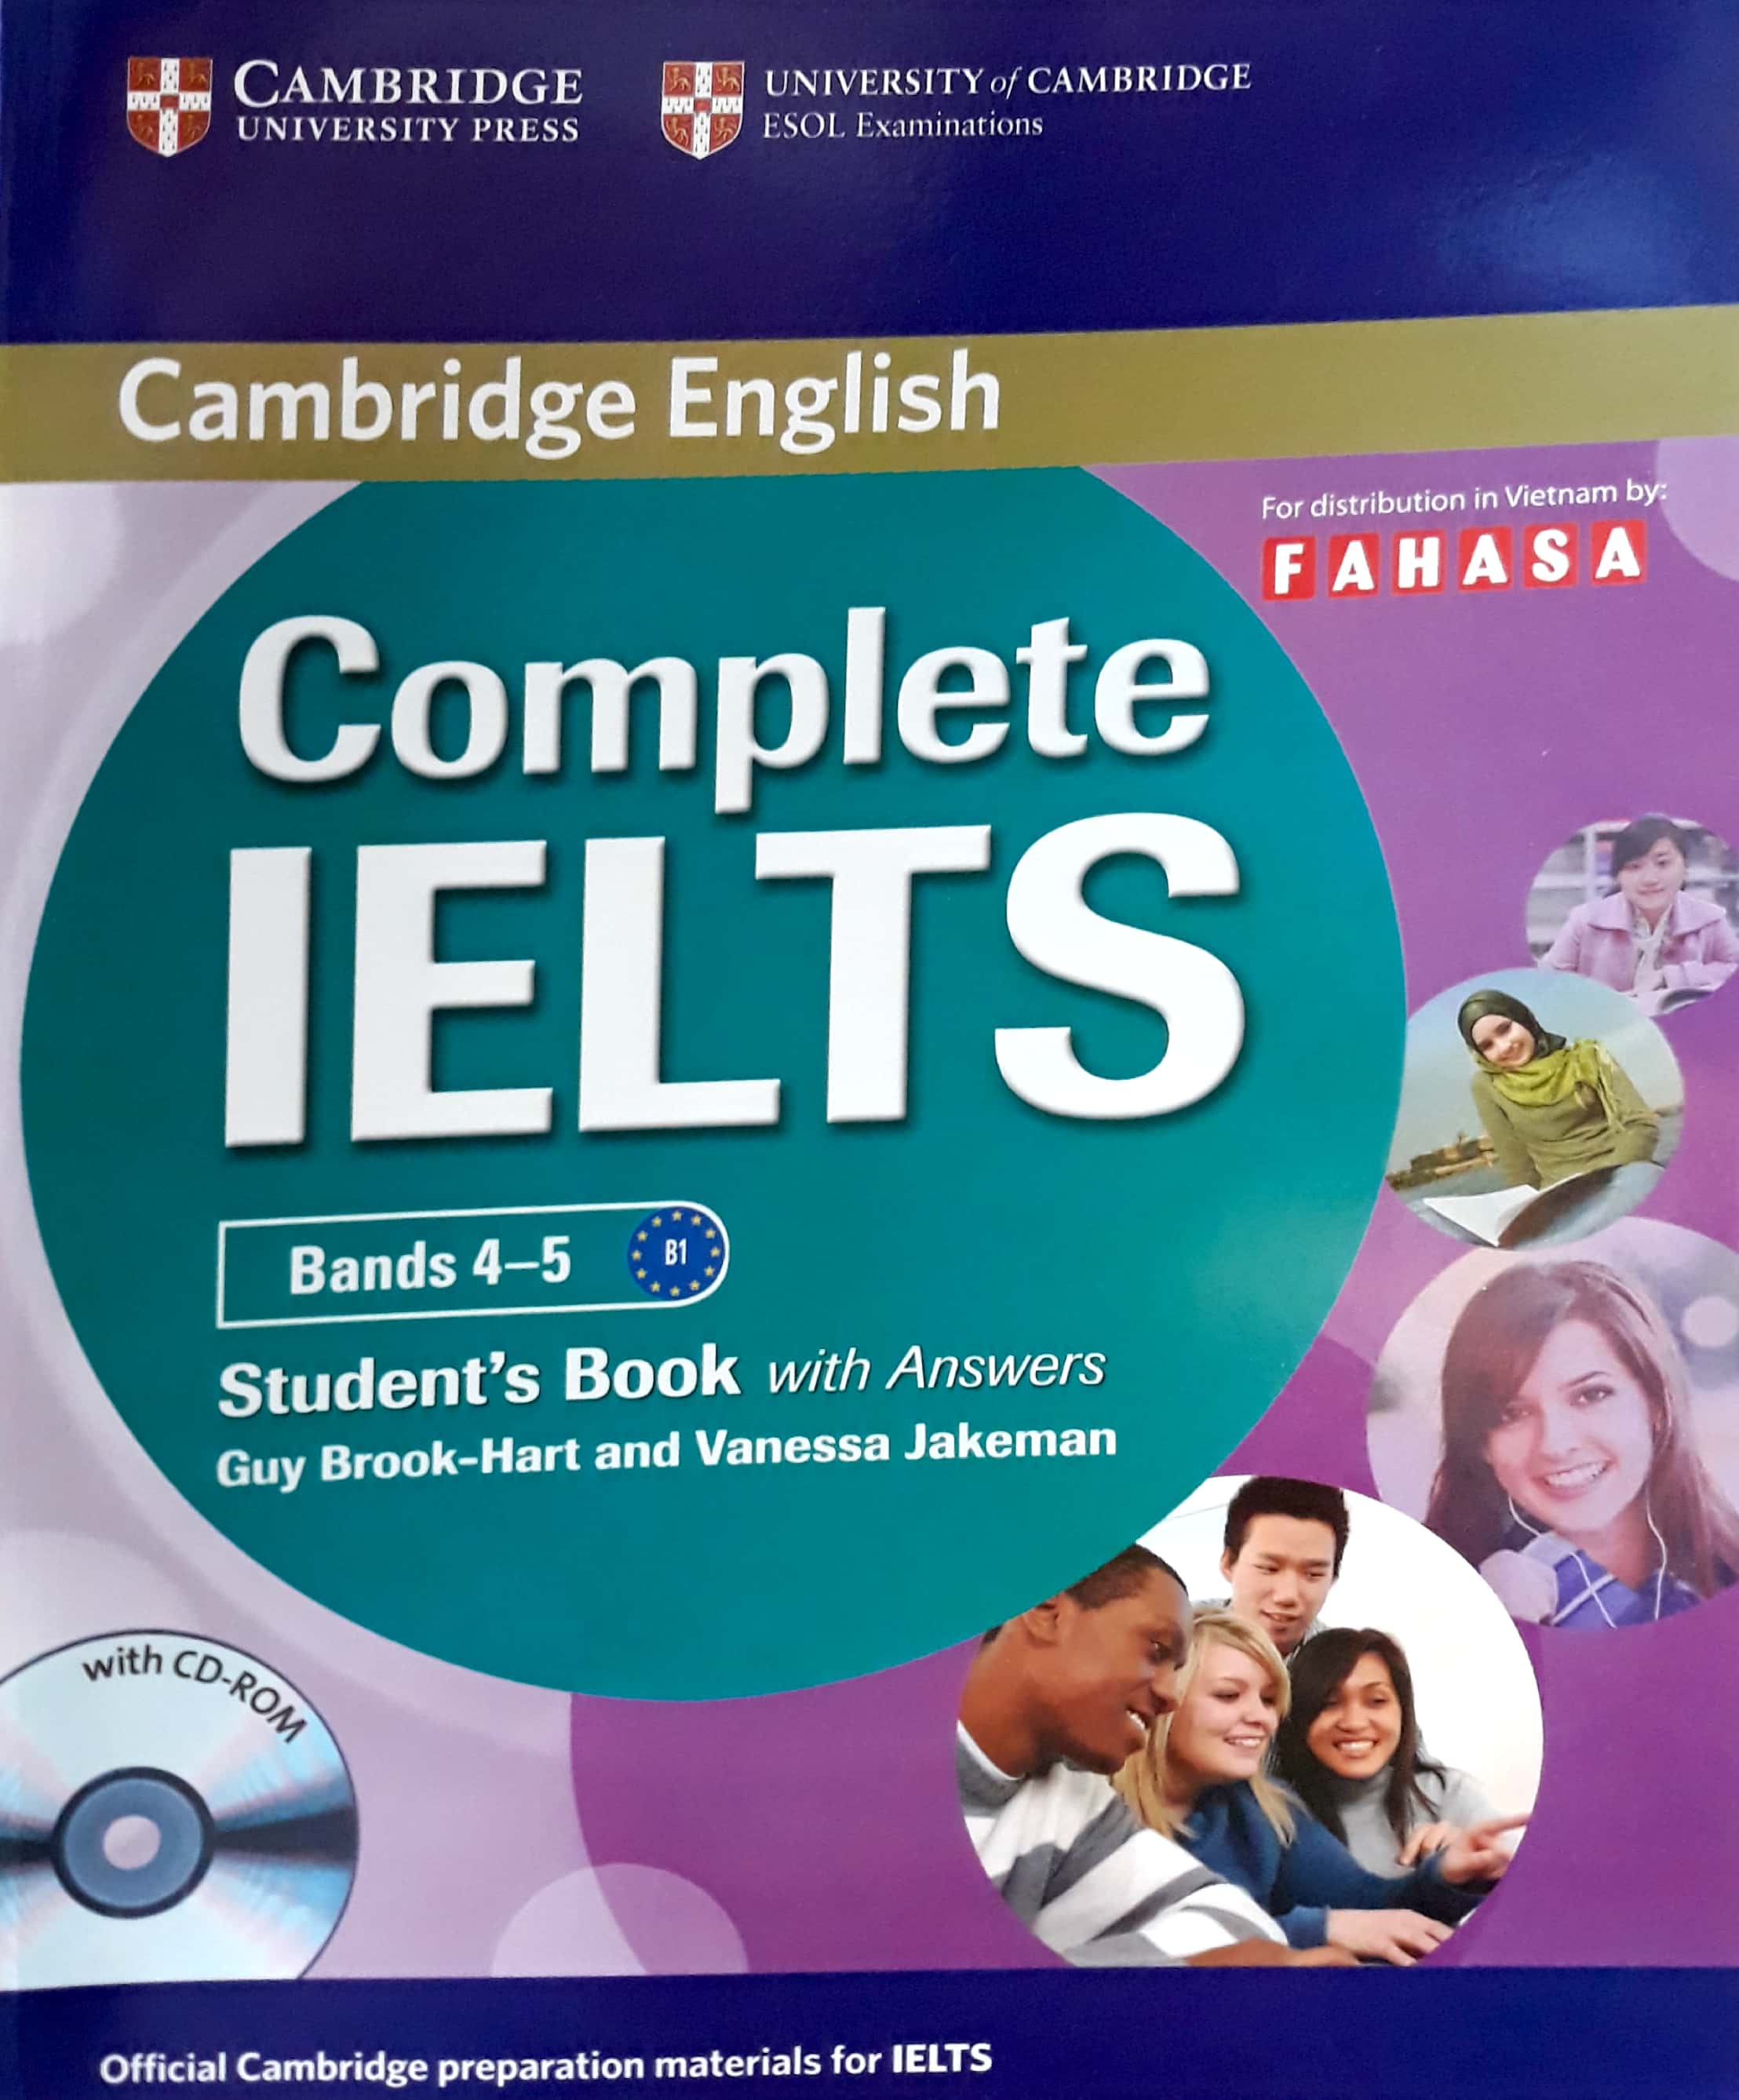 CAMBRIDGE
UNIVERSITY PRESS
UNIVERSITY of CAMBRIDGE
ESOL Examinations
Cambridge English
For distribution in Vietnam by:
FAHASA
Complete
IELTS
Bands 4–5
B1
Student's Book with Answers
Guy Brook-Hart and Vanessa Jakeman
with CD-ROM
Official Cambridge preparation materials for IELTS